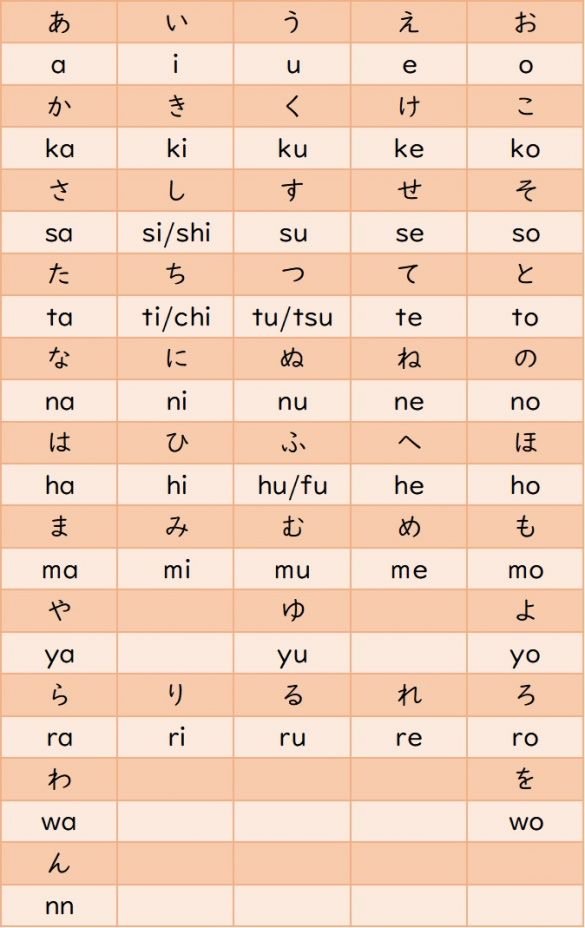 あ い う え お
a i u e o
か き く け こ
ka ki ku ke ko
さ し す せ そ
sa si/shi su se so
た ち つ て と
ta ti/chi tu/tsu te to
な に ぬ ね の
na ni nu ne no
は ひ ふ へ ほ
ha hi hu/fu he ho
ま み む め も
ma mi mu me mo
や ゆ よ
ya yu yo
ら り る れ ろ
ra ri ru re ro
わ を
wa wo
ん
nn